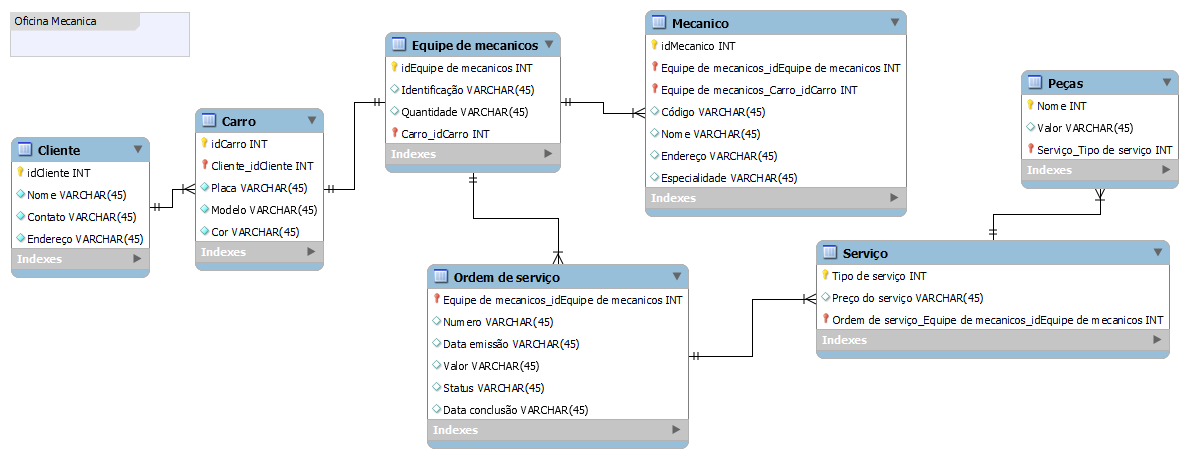 Oficina Mecanica
Cliente
idCliente INT
Nome VARCHAR(45)
Contato VARCHAR(45)
Endereço VARCHAR(45)
Indexes
Carro
idCarro INT
Cliente_idCliente INT
Placa VARCHAR(45)
Modelo VARCHAR(45)
Cor VARCHAR(45)
Indexes
Equipe de mecanicos
idEquipe de mecanicos INT
Identificação VARCHAR(45)
Quantidade VARCHAR(45)
Carro_idCarro INT
Indexes
Mecanico
idMecanico INT
Equipe de mecanicos_idEquipe de mecanicos INT
Equipe de mecanicos_Carro_idCarro INT
Código VARCHAR(45)
Nome VARCHAR(45)
Endereço VARCHAR(45)
Especialidade VARCHAR(45)
Indexes
Ordem de serviço
Equipe de mecanicos_idEquipe de mecanicos INT
Numero VARCHAR(45)
Data emissão VARCHAR(45)
Valor VARCHAR(45)
Status VARCHAR(45)
Data conclusão VARCHAR(45)
Indexes
Peças
Nome INT
Valor VARCHAR(45)
Serviço_Tipo de serviço INT
Indexes
Serviço
Tipo de serviço INT
Preço do serviço VARCHAR(45)
Ordem de serviço_Equipe de mecanicos_idEquipe de mecanicos INT
Indexes